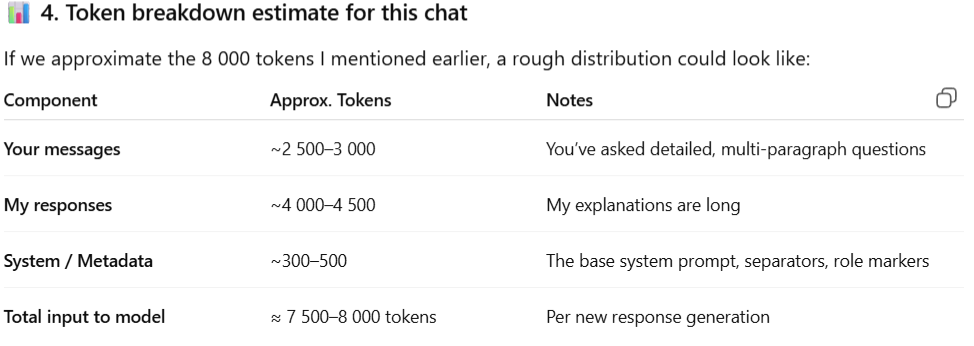 📊 4. Token breakdown estimate for this chat
If we approximate the 8 000 tokens I mentioned earlier, a rough distribution could look like:
Component Approx. Tokens Notes
Your messages ~2 500–3 000 You’ve asked detailed, multi-paragraph questions
My responses ~4 000–4 500 My explanations are long
System / Metadata ~300–500 The base system prompt, separators, role markers
Total input to model ≈ 7 500–8 000 tokens Per new response generation